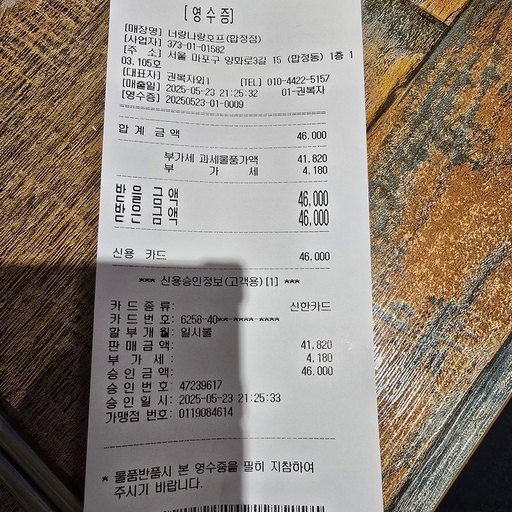 [영수증]
[매장명] 너랑나랑호프(합정점)
[사업자] 373-01-01582
[주 소] 서울 마포구 양화로3길 15 (합정동) 1층 1
03, 105호
[대표자] 권복자외1 [TEL] 010-4422-5157
[매출일] 2025-05-23 21:25:32 01-권복자
[영수증] 20250523-01-0009
합 계 금 액 46,000
부가세 과세물품가액 41,820
부 가 세 4,180
받을 금액 46,000
받은 금액 46,000
신용 카드 46,000
*** 신용승인정보(고객용)[1] ***
카 드 종 류: 신한카드
카 드 번 호: 6258-40**-****-****
할 부 개 월: 일시불
판 매 금 액: 41,820
부 가 세 : 4,180
승 인 금 액: 46,000
승 인 번 호: 47239617
승 인 일 시: 2025-05-23 21:25:33
가맹점 번호: 0119084614
* 물품반품시 본 영수증을 필히 지참하여
주시기 바랍니다.